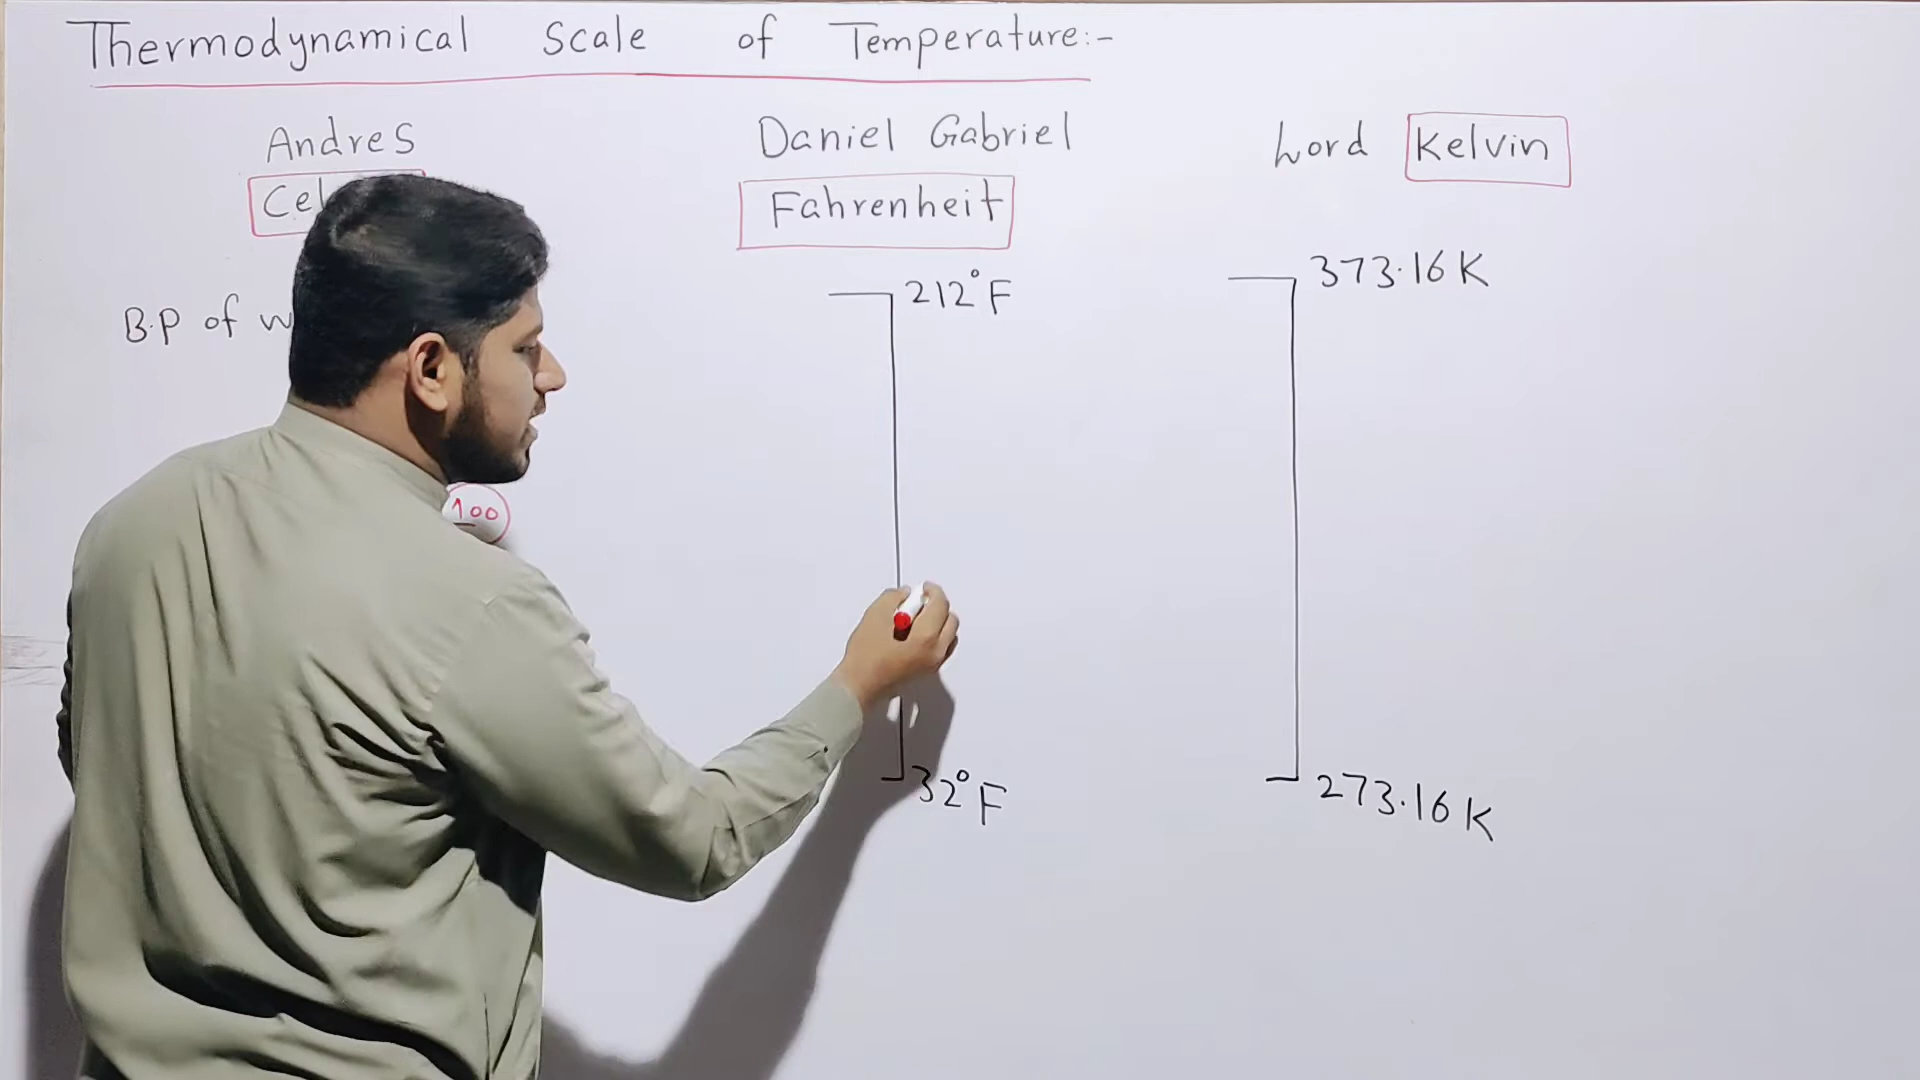 Thermodynamical Scale of Temperature:-
Andres
Daniel Gabriel
Fahrenheit
Lord Kelvin
B.P of
212°F
373.16 K
100
32°F
273.16 K